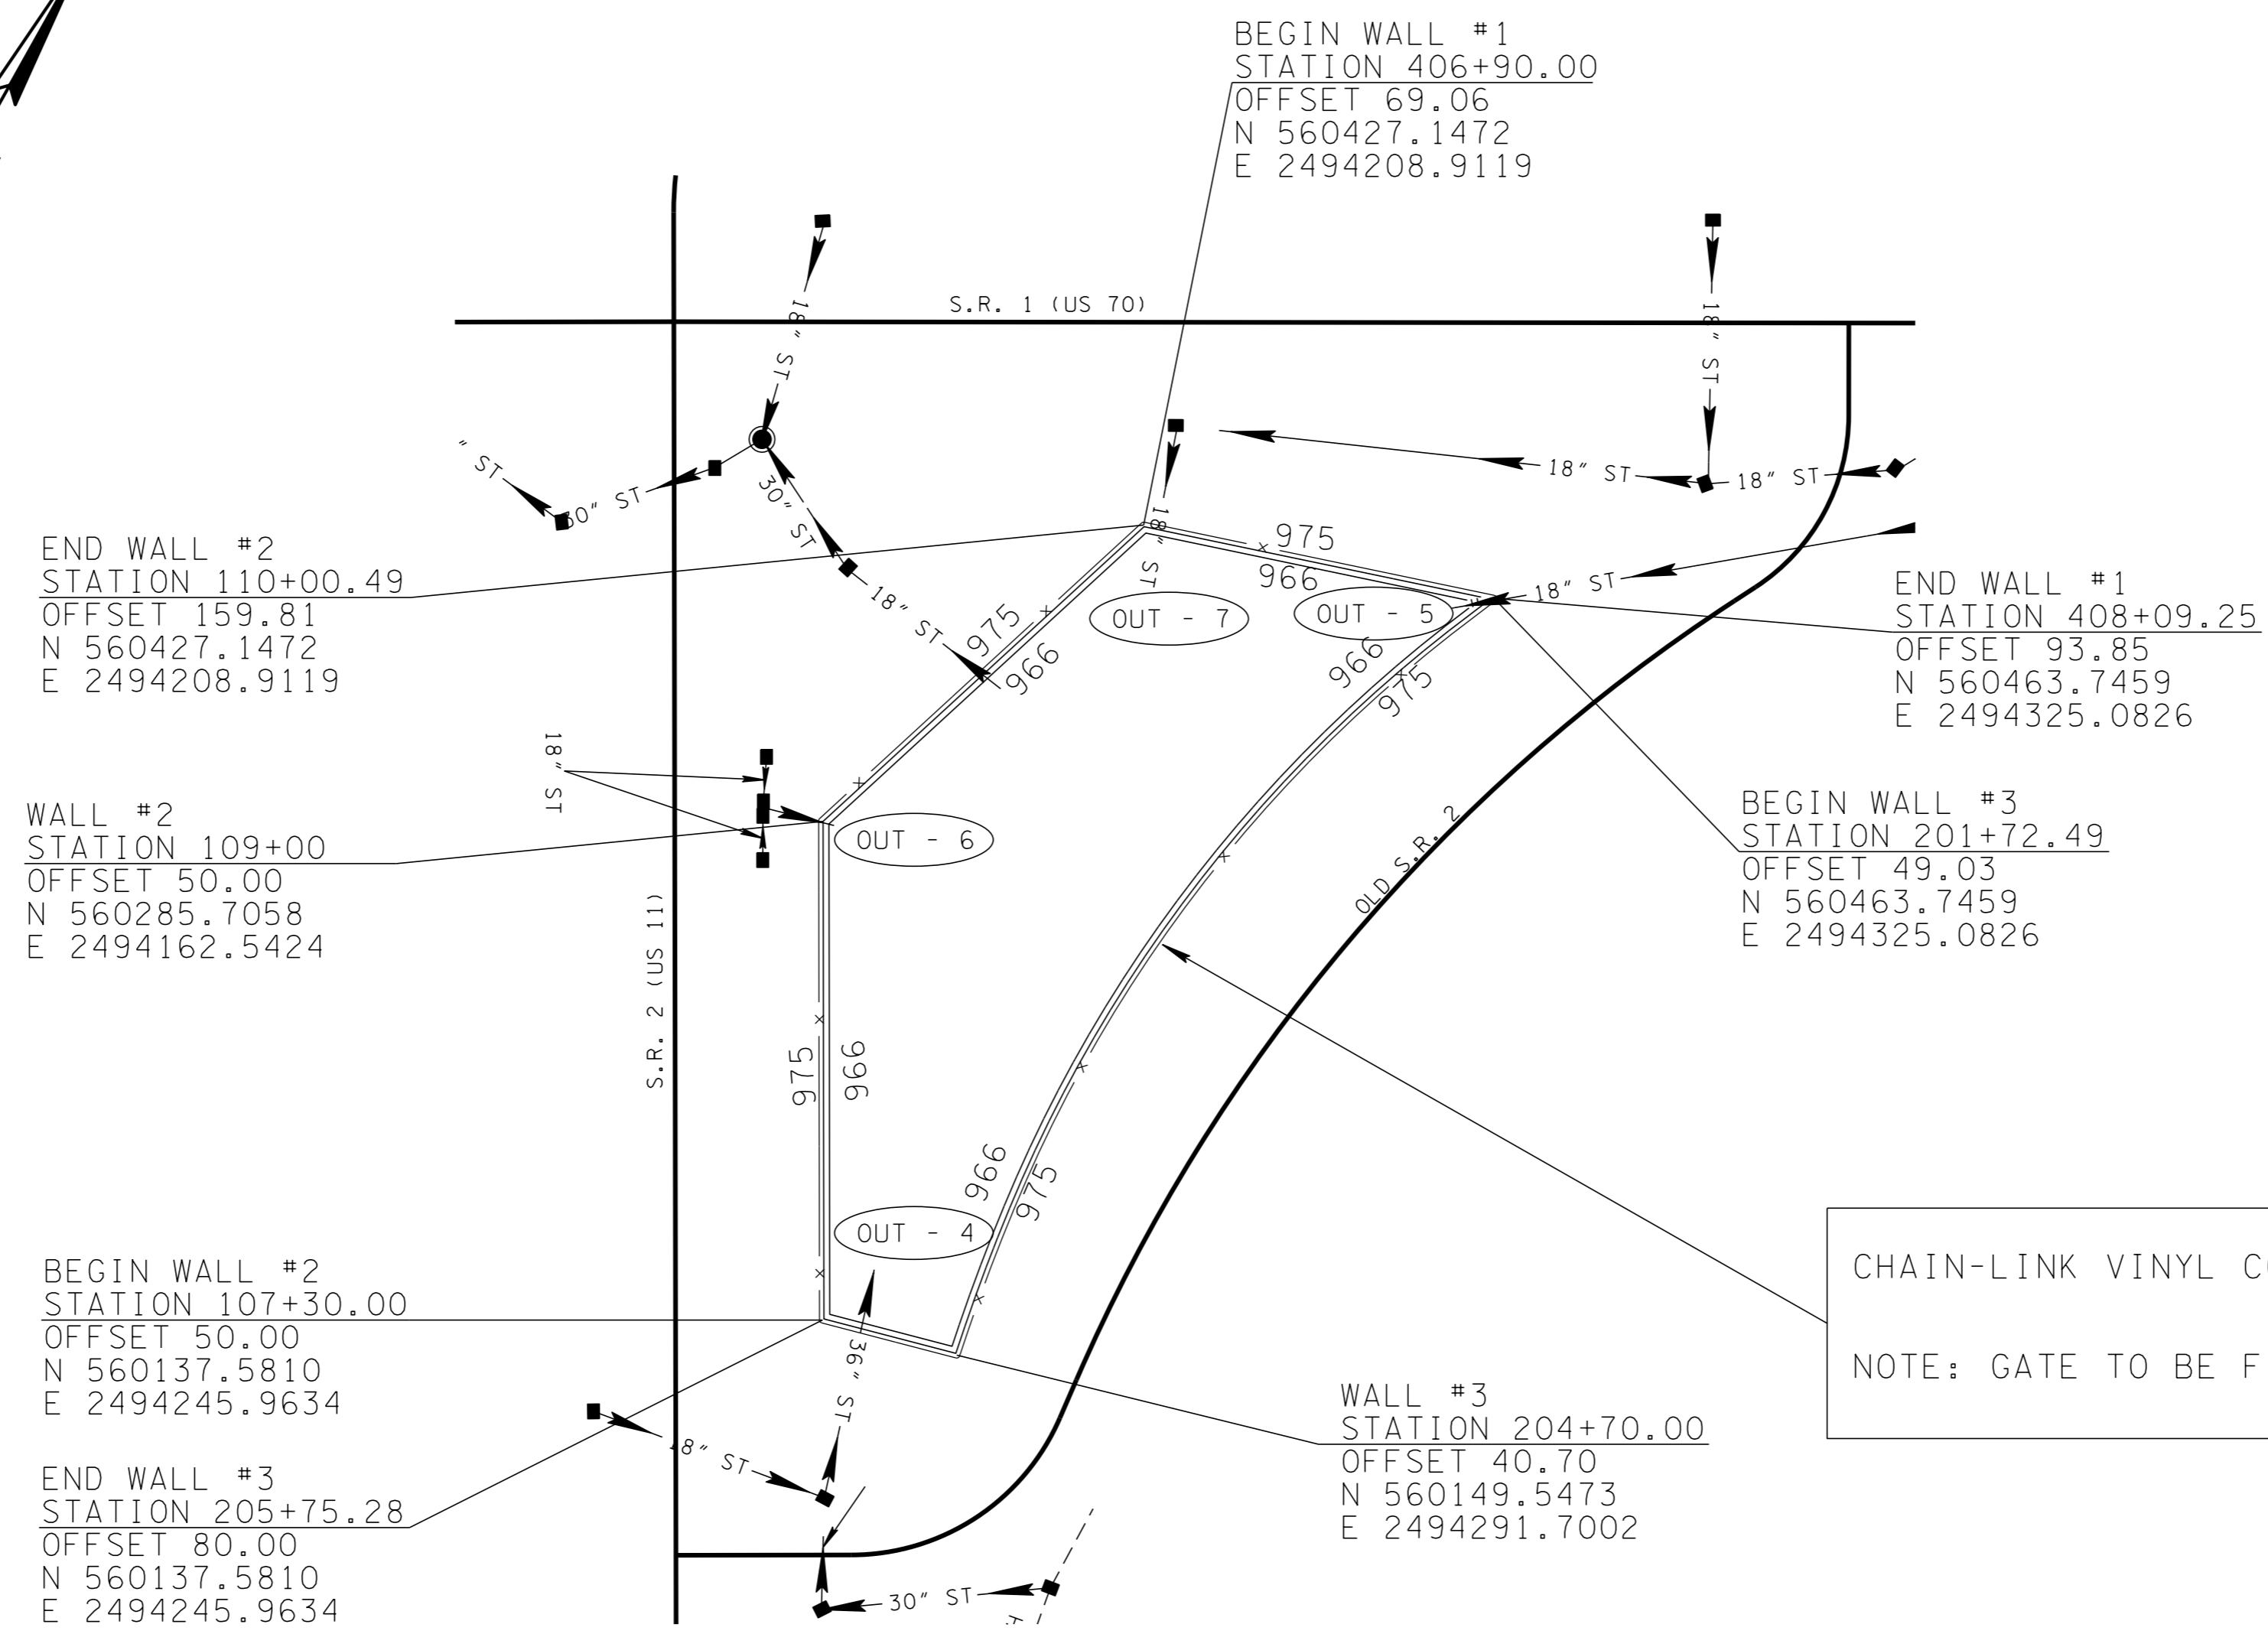 BEGIN WALL #1
STATION 406+90.00
OFFSET 69.06
N 560427.1472
E 2494208.9119
S.R. 1 (US 70)
18" ST
18" ST
" ST
30" ST
30" ST
18" ST
18" ST
18" ST
18" ST
18" ST
END WALL #2
STATION 110+00.49
OFFSET 159.81
N 560427.1472
E 2494208.9119
975
966
OUT - 7
OUT - 5
END WALL #1
STATION 408+09.25
OFFSET 93.85
N 560463.7459
E 2494325.0826
975
966
966
975
18" ST
WALL #2
STATION 109+00
OFFSET 50.00
N 560285.7058
E 2494162.5424
OUT - 6
OLD S.R. 2
BEGIN WALL #3
STATION 201+72.49
OFFSET 49.03
N 560463.7459
E 2494325.0826
S.R. 2 (US 11)
975
966
966
975
OUT - 4
CHAIN-LINK VINYL C
NOTE: GATE TO BE F
BEGIN WALL #2
STATION 107+30.00
OFFSET 50.00
N 560137.5810
E 2494245.9634
36" ST
18" ST
WALL #3
STATION 204+70.00
OFFSET 40.70
N 560149.5473
E 2494291.7002
END WALL #3
STATION 205+75.28
OFFSET 80.00
N 560137.5810
E 2494245.9634
30" ST